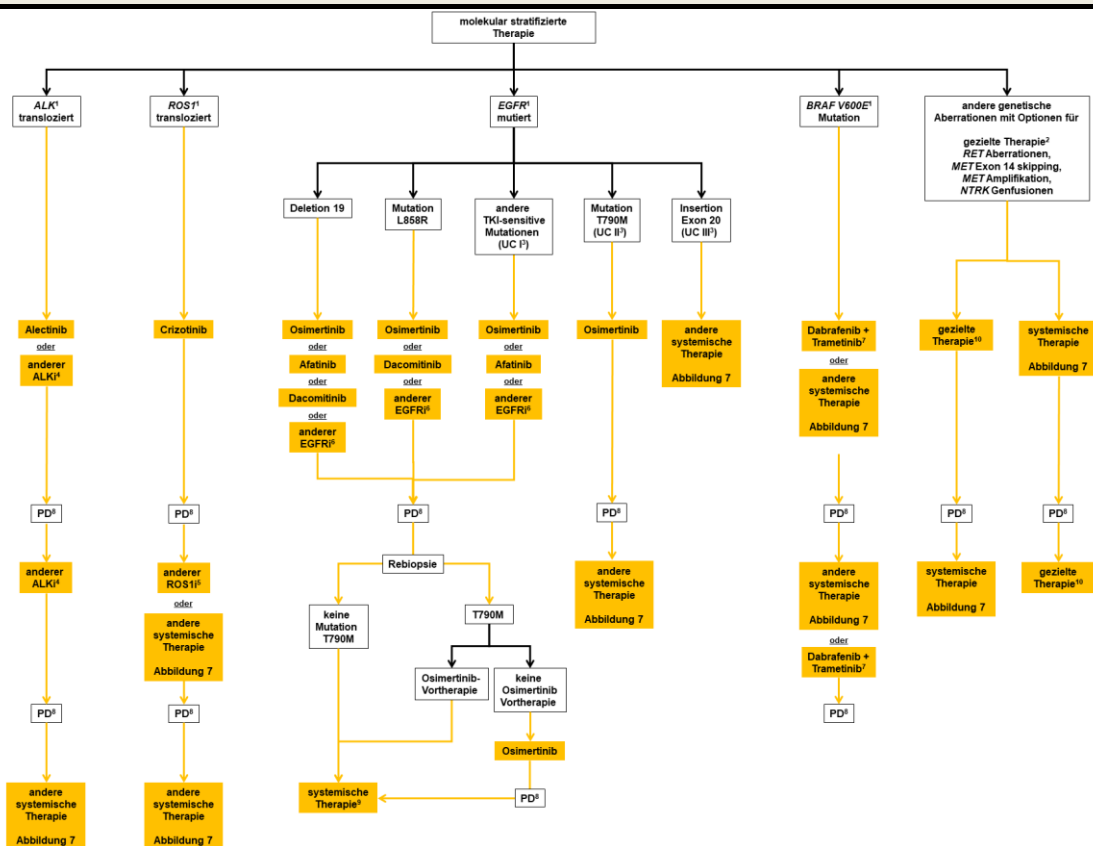 molekular stratifizierte
Therapie
ALK¹
transloziert
ROS1¹
transloziert
EGFR¹
mutiert
BRAF V600E¹
Mutation
andere genetische
Aberrationen mit Optionen für
gezielte Therapie²
RET Aberrationen,
MET Exon 14 skipping,
MET Amplifikation,
NTRK Genfusionen
Deletion 19
Mutation
L858R
andere
TKI-sensitive
Mutationen
(UC I³)
Mutation
T790M
(UC II³)
Insertion
Exon 20
(UC III³)
Alectinib
oder
anderer
ALKi⁴
Crizotinib
Osimertinib
oder
Afatinib
oder
Dacomitinib
oder
anderer
EGFRi⁶
Osimertinib
oder
Dacomitinib
oder
anderer
EGFRi⁶
Osimertinib
oder
Afatinib
oder
anderer
EGFRi⁶
Osimertinib
andere
systemische
Therapie
Abbildung 7
Dabrafenib +
Trametinib⁷
oder
andere
systemische
Therapie
Abbildung 7
gezielte
Therapie¹⁰
systemische
Therapie
Abbildung 7
PD⁸
PD⁸
PD⁸
PD⁸
PD⁸
PD⁸
PD⁸
anderer
ALKi⁴
anderer
ROS1i⁵
oder
andere
systemische
Therapie
Abbildung 7
Rebiopsie
keine
Mutation
T790M
T790M
Osimertinib-
Vortherapie
keine
Osimertinib
Vortherapie
andere
systemische
Therapie
Abbildung 7
andere
systemische
Therapie
Abbildung 7
oder
Dabrafenib +
Trametinib⁷
systemische
Therapie
Abbildung 7
gezielte
Therapie¹⁰
PD⁸
PD⁸
Osimertinib
PD⁸
PD⁸
andere
systemische
Therapie
Abbildung 7
andere
systemische
Therapie
Abbildung 7
systemische
Therapie⁹